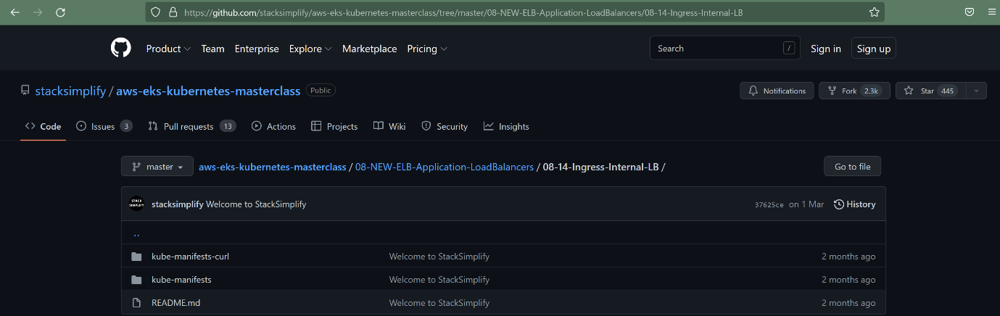 https://github.com/stacksimplify/aws-eks-kubernetes-masterclass/tree/master/08-NEW-ELB-Application-LoadBalancers/08-14-Ingress-Internal-LB
Product Team Enterprise Explore Marketplace Pricing Search / Sign in Sign up
stacksimplify / aws-eks-kubernetes-masterclass Public Notifications Fork 2.3k Star 445
<> Code Issues 3 Pull requests 13 Actions Projects Wiki Security Insights
master aws-eks-kubernetes-masterclass / 08-NEW-ELB-Application-LoadBalancers / 08-14-Ingress-Internal-LB / Go to file
STACK SIMPLIFY stacksimplify Welcome to StackSimplify 37625ce on 1 Mar History
..
kube-manifests-curl Welcome to StackSimplify 2 months ago
kube-manifests Welcome to StackSimplify 2 months ago
README.md Welcome to StackSimplify 2 months ago